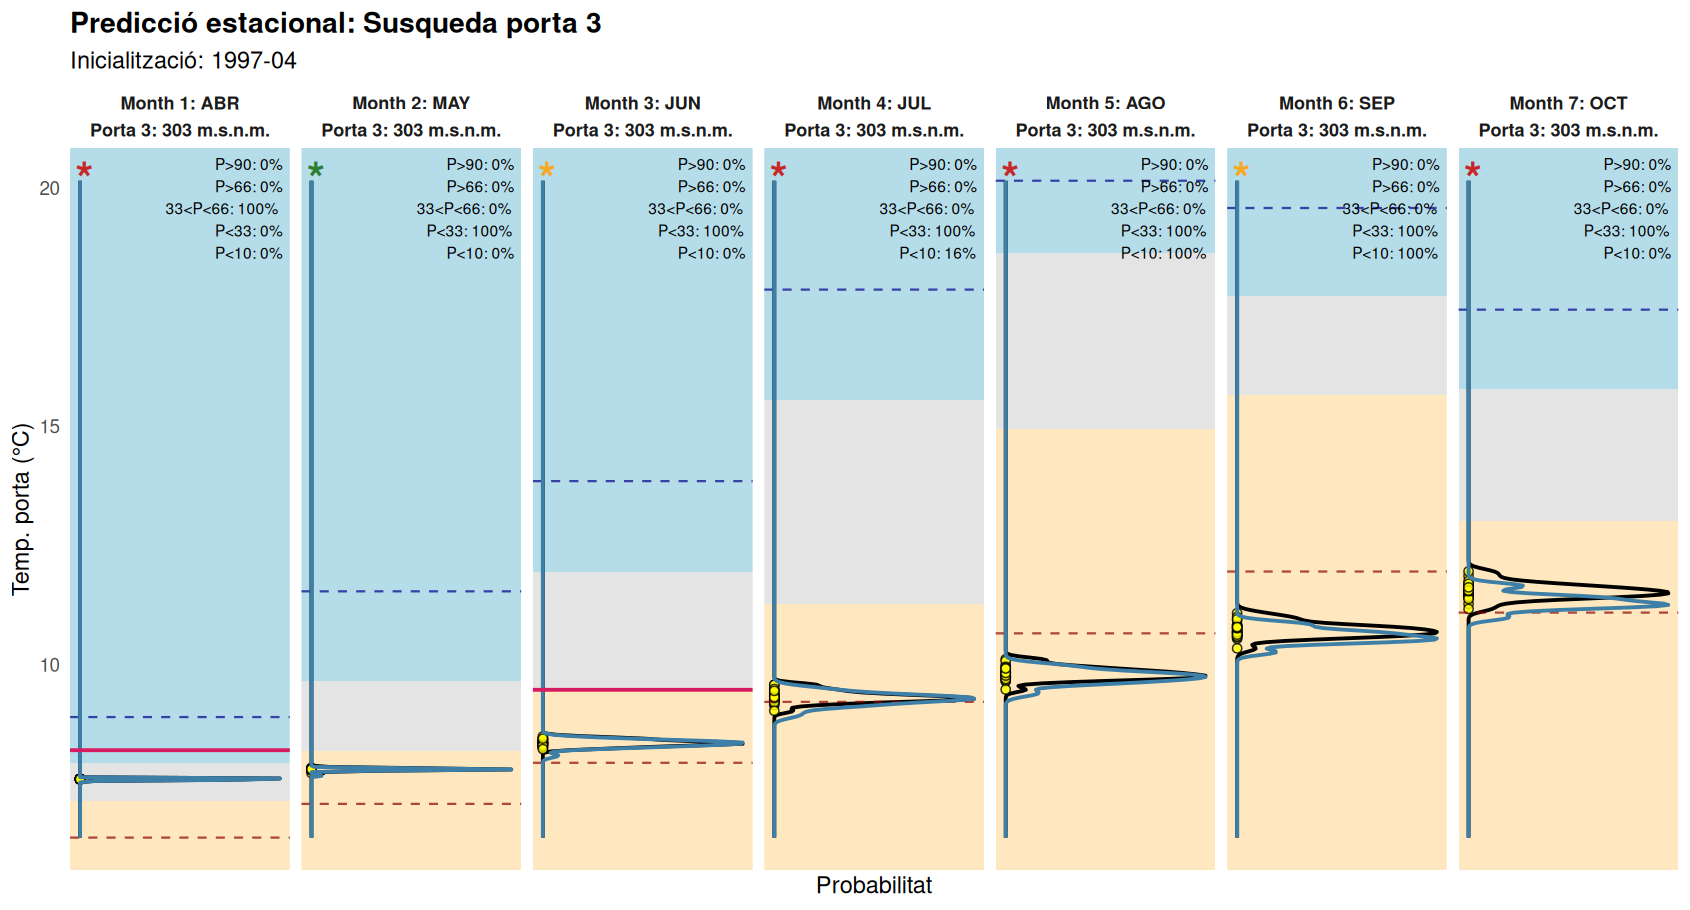 Predicció estacional: Susqueda porta 3
Inicialització: 1997-04
Month 1: ABR
Porta 3: 303 m.s.n.m.
Month 2: MAY
Porta 3: 303 m.s.n.m.
Month 3: JUN
Porta 3: 303 m.s.n.m.
Month 4: JUL
Porta 3: 303 m.s.n.m.
Month 5: AGO
Porta 3: 303 m.s.n.m.
Month 6: SEP
Porta 3: 303 m.s.n.m.
Month 7: OCT
Porta 3: 303 m.s.n.m.
*
P>90: 0%
P>66: 0%
33<P<66: 100%
P<33: 0%
P<10: 0%
*
P>90: 0%
P>66: 0%
33<P<66: 0%
P<33: 100%
P<10: 0%
*
P>90: 0%
P>66: 0%
33<P<66: 0%
P<33: 100%
P<10: 0%
*
P>90: 0%
P>66: 0%
33<P<66: 0%
P<33: 100%
P<10: 16%
*
P>90: 0%
P>66: 0%
33<P<66: 0%
P<33: 100%
P<10: 100%
*
P>90: 0%
P>66: 0%
33<P<66: 0%
P<33: 100%
P<10: 100%
*
P>90: 0%
P>66: 0%
33<P<66: 0%
P<33: 100%
P<10: 0%
20
15
10
Temp. porta (°C)
Probabilitat